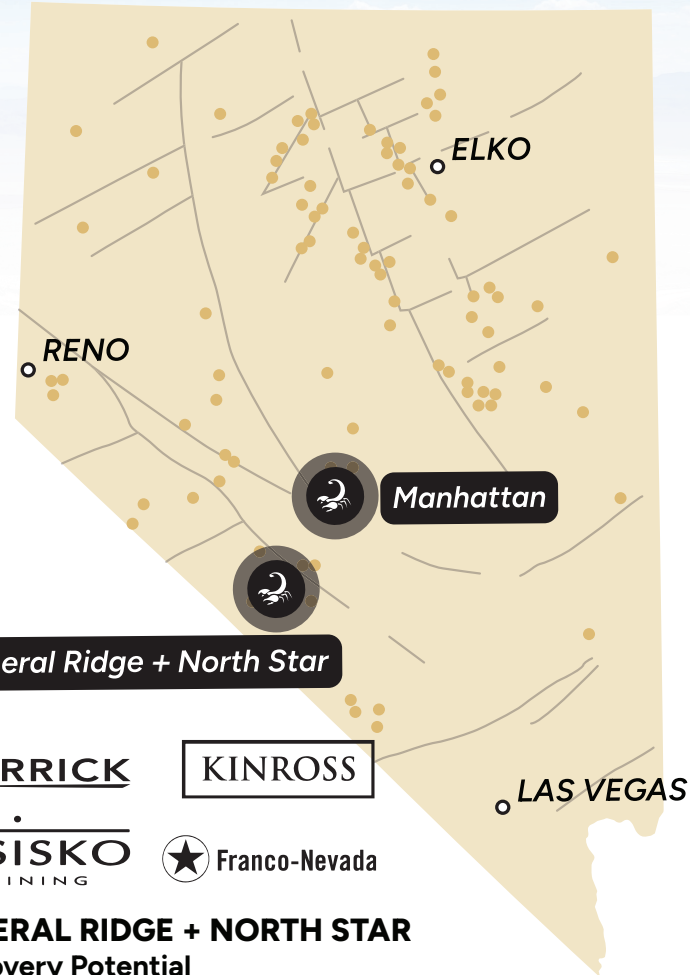 ELKO
RENO
Manhattan
eral Ridge + North Star
LAS VEGAS
RRICK
KINROSS
SISKO
INING
Franco-Nevada
ERAL RIDGE + NORTH STAR
overy Potential